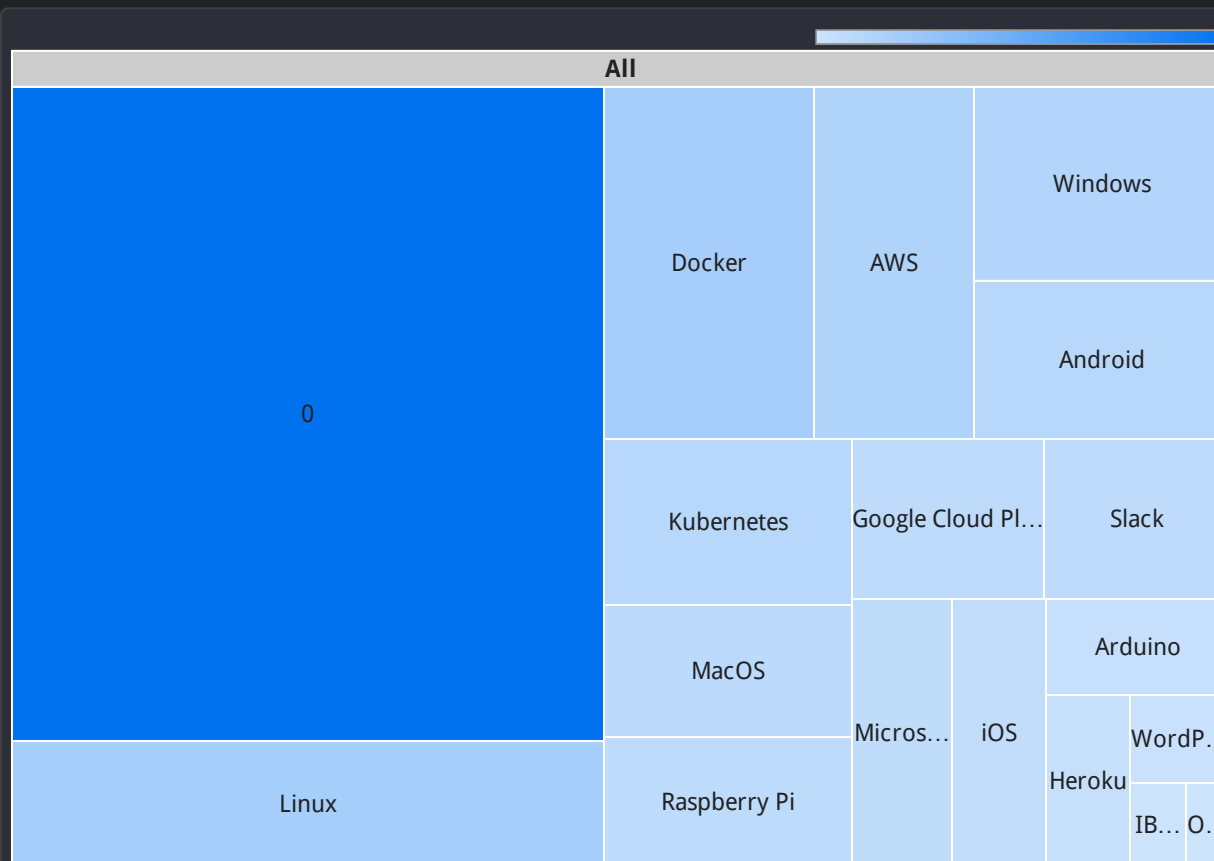 All
0
Docker
AWS
Windows
Android
Kubernetes
Google Cloud Pl...
Slack
MacOS
Arduino
Micros...
iOS
WordP.
Heroku
Raspberry Pi
Linux
IB...
O.